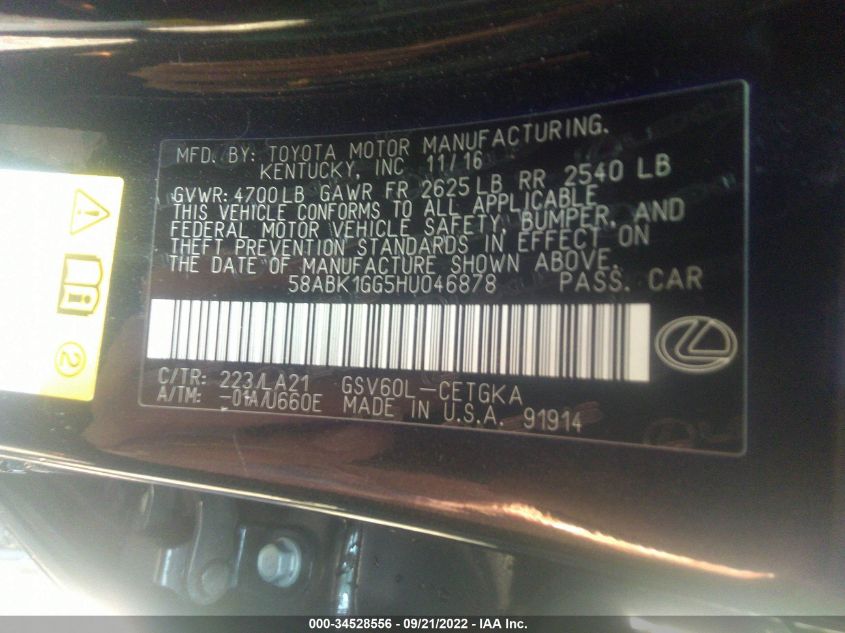 MFD. BY: TOYOTA MOTOR MANUFACTURING.
KENTUCKY, INC 11/16
GVWR: 4700LB GAWR FR 2625LB RR 2540 LB
THIS VEHICLE CONFORMS TO ALL APPLICABLE
FEDERAL MOTOR VEHICLE SAFETY, BUMPER, AND
THEFT PREVENTION STANDARDS IN EFFECT ON
THE DATE OF MANUFACTURE SHOWN ABOVE.
58ABK1GG5HU046878 PASS. CAR
C/TR: 223/LA21 GSV60L-CETGKA
A/TM: -01A/U660E MADE IN U.S.A. 91914
2
000-34528556 / 09/21/2022 - IAA Inc.